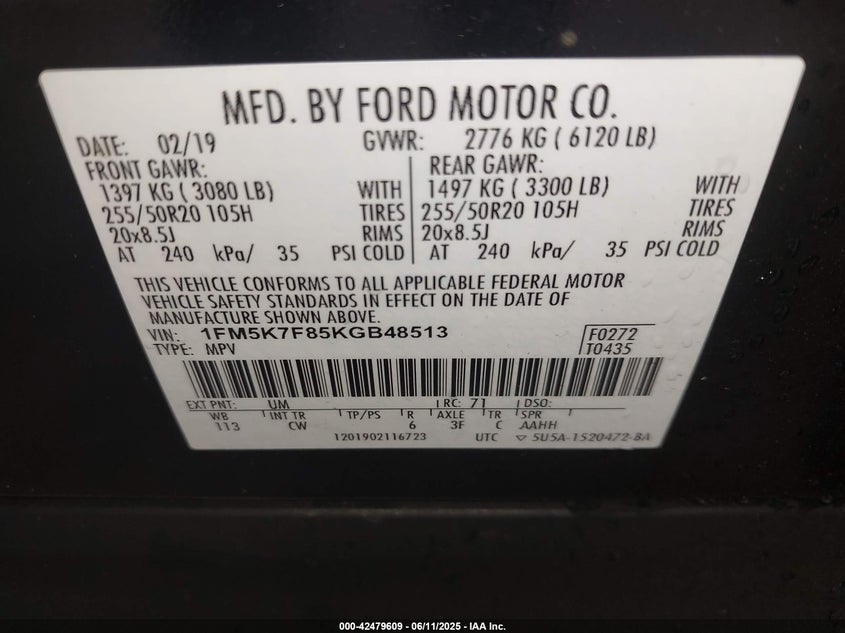 MFD. BY FORD MOTOR CO.
DATE: 02/19 GVWR: 2776 KG ( 6120 LB)
FRONT GAWR: REAR GAWR:
1397 KG ( 3080 LB) WITH 1497 KG ( 3300 LB) WITH
255/50R20 105H TIRES 255/50R20 105H TIRES
20x8.5J RIMS 20x8.5J RIMS
AT 240 kPa/ 35 PSI COLD AT 240 kPa/ 35 PSI COLD
THIS VEHICLE CONFORMS TO ALL APPLICABLE FEDERAL MOTOR
VEHICLE SAFETY STANDARDS IN EFFECT ON THE DATE OF
MANUFACTURE SHOWN ABOVE.
VIN: 1FM5K7F85KGB48513 F0272
TYPE: MPV T0435
EXT PNT: UM RC: 71 DSO:
WB INT TR TP/PS R AXLE TR SPR
113 CW 6 3F C AAHH
1201902116723 UTC ▽ 5U5A-1520472-BA
000-42479609 - 06/11/2025 - IAA Inc.